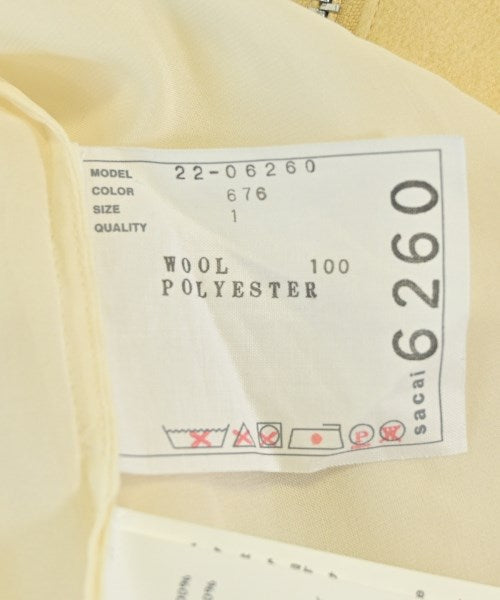 MODEL 22-06260
COLOR 676
SIZE 1
QUALITY
WOOL 100
POLYESTER
sacai 6260
P W